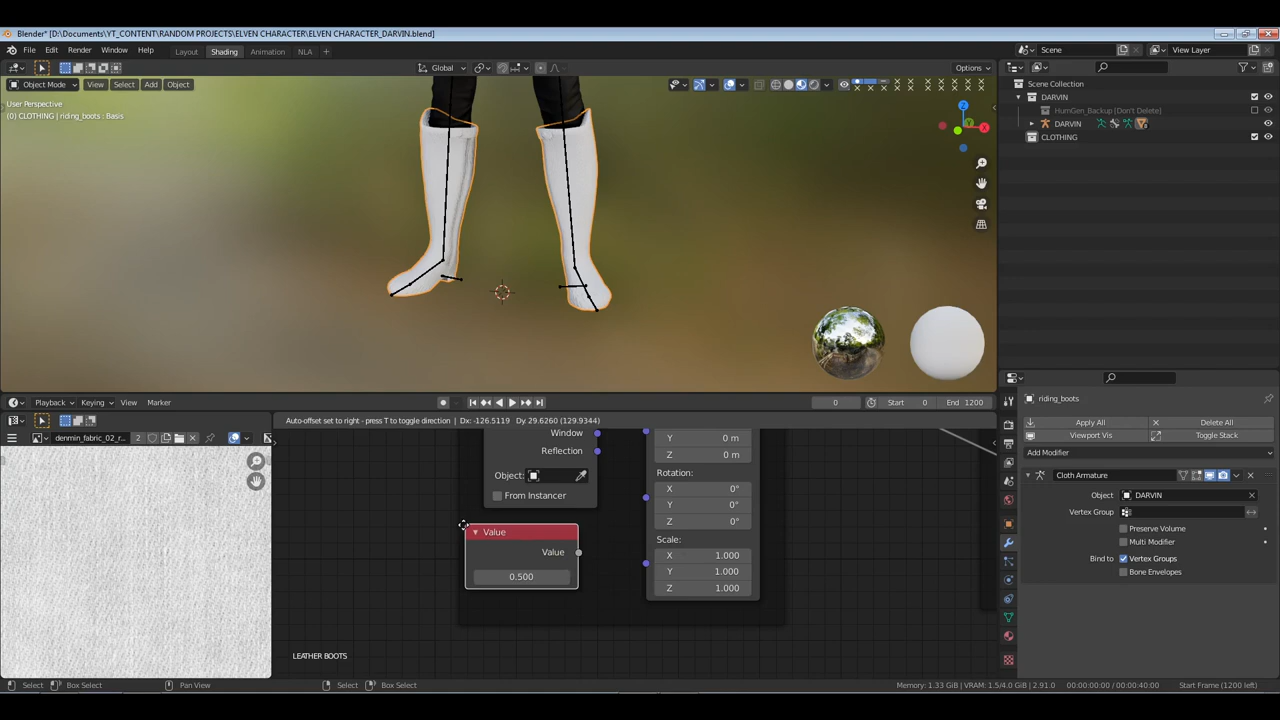 Blender* [D:\Documents\YT_CONTENT\RANDOM PROJECTS\ELVEN CHARACTER\ELVEN CHARACTER_DARVIN.blend]
File Edit Render Window Help Layout Shading Animation NLA Scene View Layer
Global Options
Object Mode View Select Add Object
User Perspective
(0) CLOTHING | riding_boots : Basis
Z
X
Scene Collection
DARVIN
HumGen_Backup [Don't Delete]
DARVIN
CLOTHING
Playback Keying View Marker 0 Start 0 End 1200
Auto-offset set to right - press T to toggle direction | Dx: -126.5119 Dy 29.6260 (129.9344)
denmin_fabric_02_r... 2
Window
Reflection
Object:
From Instancer
Value
Value
0.500
Y 0 m
Z 0 m
Rotation:
X 0°
Y 0°
Z 0°
Scale:
X 1.000
Y 1.000
Z 1.000
LEATHER BOOTS
riding_boots
Apply All Delete All
Viewport Vis Toggle Stack
Add Modifier
Cloth Armature
Object DARVIN
Vertex Group
Preserve Volume
Multi Modifier
Bind to Vertex Groups
Bone Envelopes
Select Box Select Pan View Select Box Select Memory: 1.33 GiB | VRAM: 1.5/4.0 GiB | 2.91.0 00:00:00:00 / 00:00:40:00 Start Frame (1200 left)